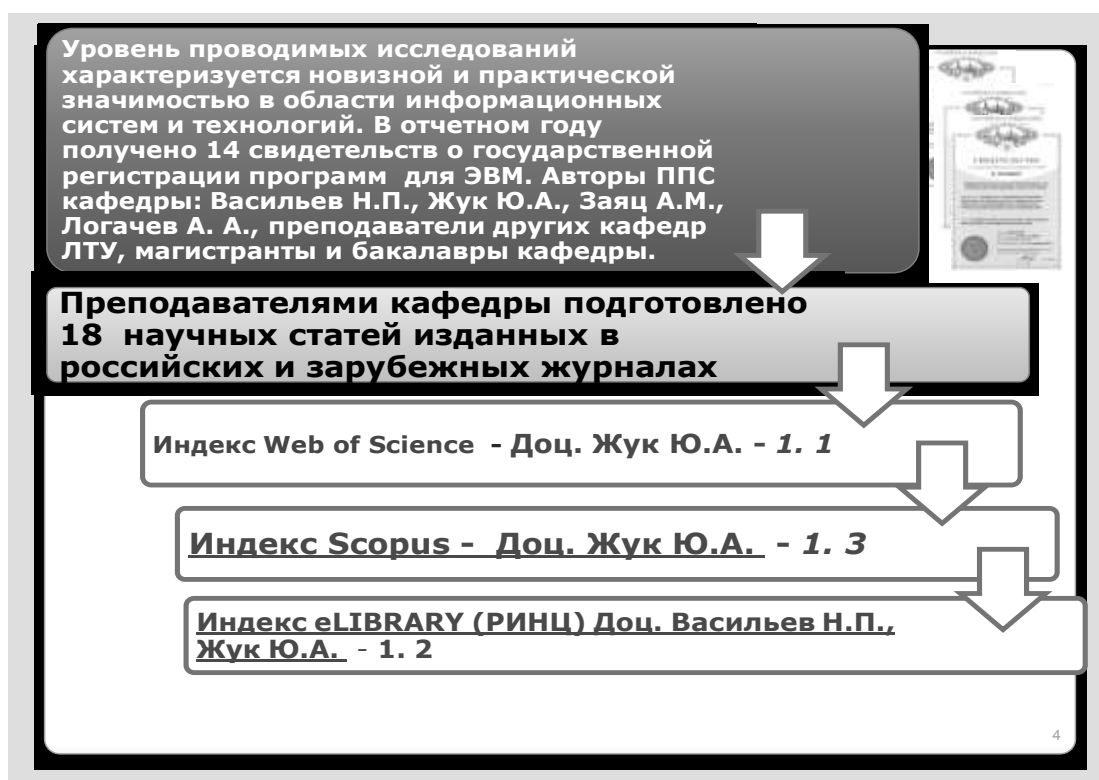 Уровень проводимых исследований
характеризуется новизной и практической
значимостью в области информационных
систем и технологий. В отчетном году
получено 14 свидетельств о государственной
регистрации программ  для ЭВМ. Авторы ППС
кафедры: Васильев Н.П., Жук Ю.А., Заяц А.М.,
Логачев А. А., преподаватели других кафедр
ЛТУ, магистранты и бакалавры кафедры.
Преподавателями кафедры подготовлено
18  научных статей изданных в
российских и зарубежных журналах
Индекс Web of Science  - Доц. Жук Ю.А. - 1. 1
Индекс Scopus -  Доц. Жук Ю.А.  - 1. 3
Индекс eLIBRARY (РИНЦ) Доц. Васильев Н.П.,
Жук Ю.А.  - 1. 2
4